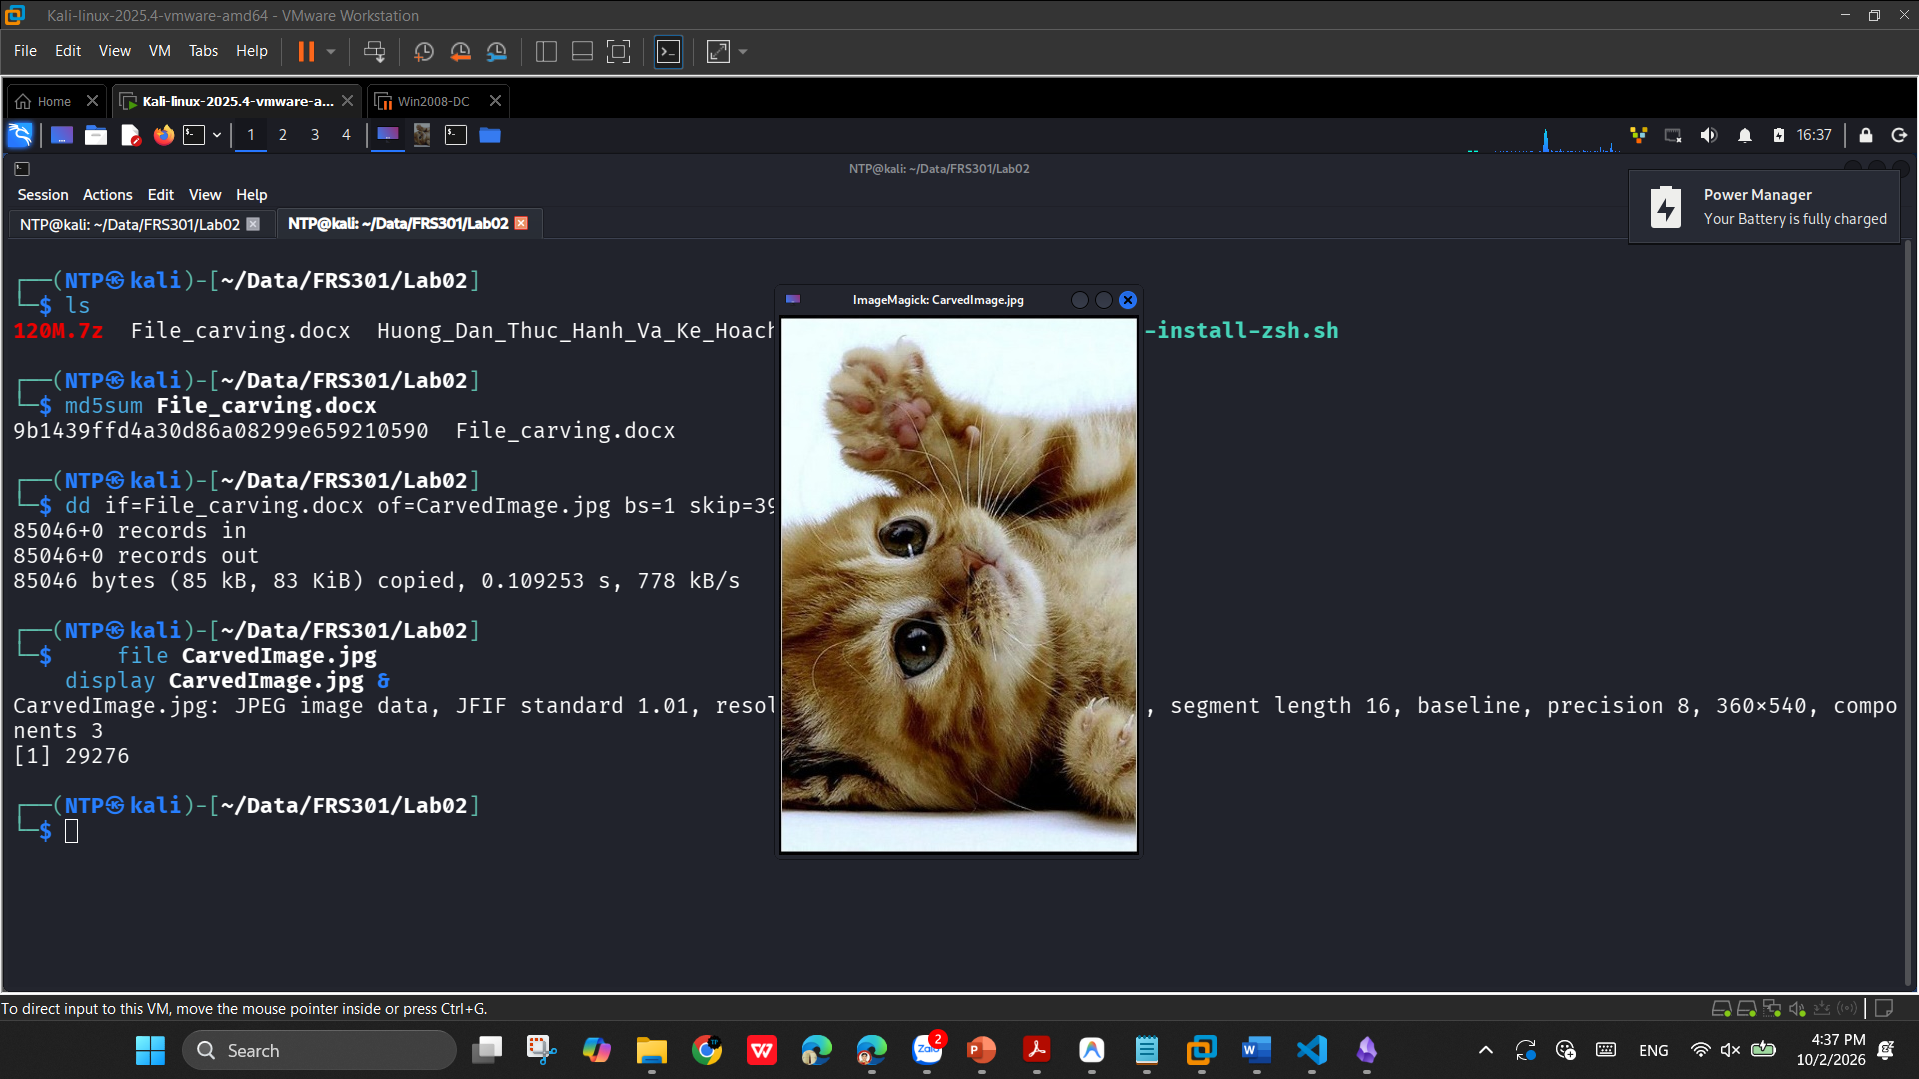 Kali-linux-2025.4-vmware-amd64 - VMware Workstation
File Edit View VM Tabs Help
Home
Kali-linux-2025.4-vmware-a...
Win2008-DC
1 2 3 4
16:37
NTP@kali: ~/Data/FRS301/Lab02
Session Actions Edit View Help
Power Manager
Your Battery is fully charged
NTP@kali: ~/Data/FRS301/Lab02
NTP@kali: ~/Data/FRS301/Lab02
┌──(NTP㉿kali)-[~/Data/FRS301/Lab02]
└─$ ls
120M.7z File_carving.docx Huong_Dan_Thuc_Hanh_Va_Ke_Hoach -install-zsh.sh
┌──(NTP㉿kali)-[~/Data/FRS301/Lab02]
└─$ md5sum File_carving.docx
9b1439ffd4a30d86a08299e659210590 File_carving.docx
┌──(NTP㉿kali)-[~/Data/FRS301/Lab02]
└─$ dd if=File_carving.docx of=CarvedImage.jpg bs=1 skip=39
85046+0 records in
85046+0 records out
85046 bytes (85 kB, 83 KiB) copied, 0.109253 s, 778 kB/s
┌──(NTP㉿kali)-[~/Data/FRS301/Lab02]
└─$ file CarvedImage.jpg
display CarvedImage.jpg &
CarvedImage.jpg: JPEG image data, JFIF standard 1.01, resol , segment length 16, baseline, precision 8, 360×540, compo
nents 3
[1] 29276
┌──(NTP㉿kali)-[~/Data/FRS301/Lab02]
└─$
ImageMagick: CarvedImage.jpg
To direct input to this VM, move the mouse pointer inside or press Ctrl+G.
Search
Zalo
2
ENG
4:37 PM
10/2/2026